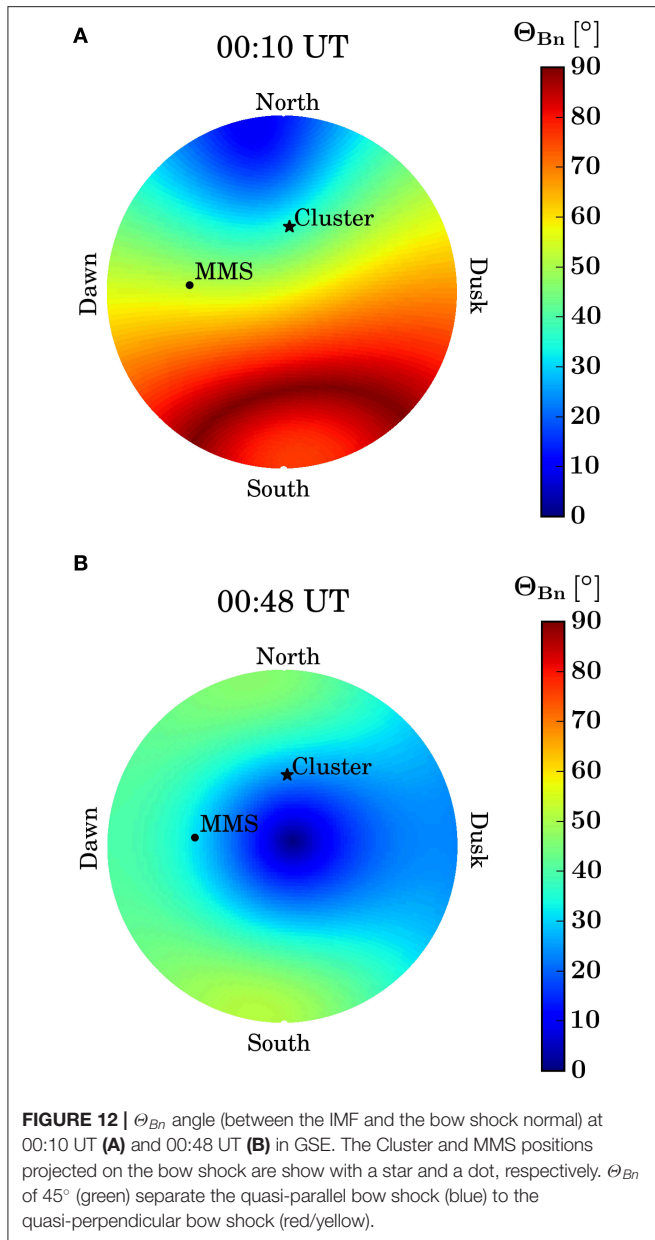 A
00:10 UT
Θ_Bn [°]
North
Cluster
MMS
Dawn
Dusk
South
90
80
70
60
50
40
30
20
10
0
B
00:48 UT
Θ_Bn [°]
North
Cluster
MMS
Dawn
Dusk
South
90
80
70
60
50
40
30
20
10
0
FIGURE 12 | Θ_Bn angle (between the IMF and the bow shock normal) at
00:10 UT (A) and 00:48 UT (B) in GSE. The Cluster and MMS positions
projected on the bow shock are show with a star and a dot, respectively. Θ_Bn
of 45° (green) separate the quasi-parallel bow shock (blue) to the
quasi-perpendicular bow shock (red/yellow).